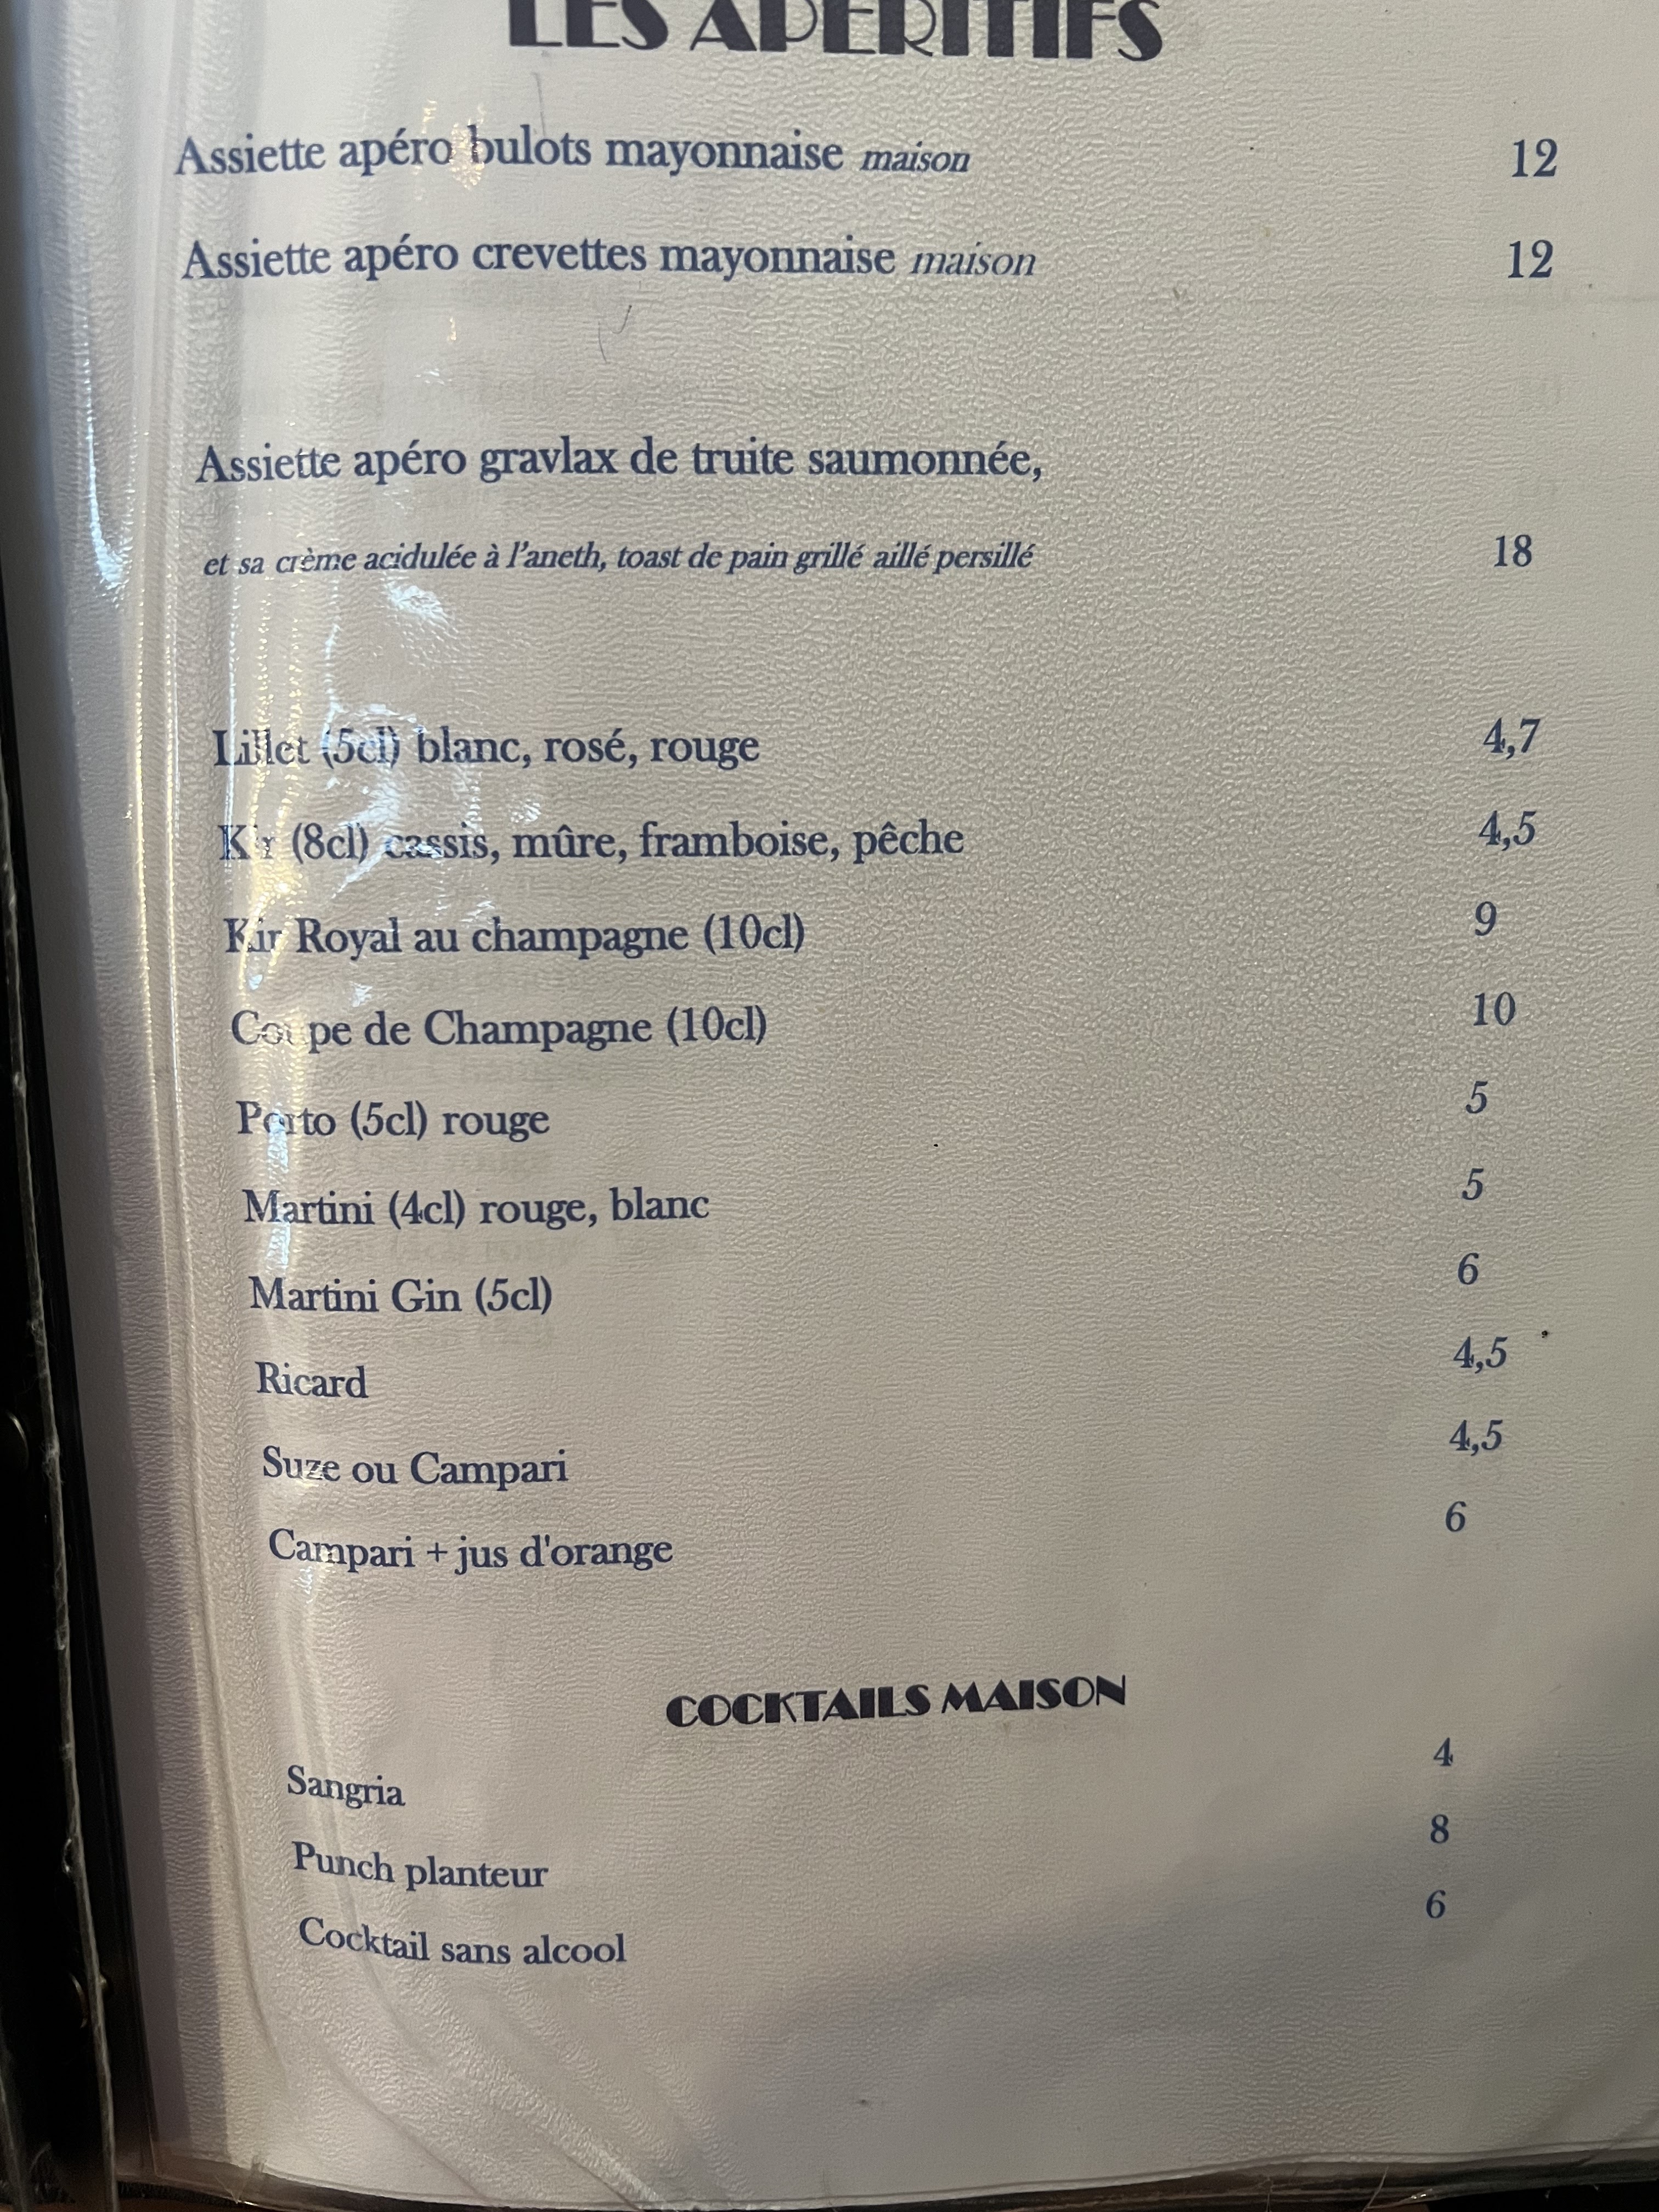 LES APERITIFS
Assiette apéro bulots mayonnaise maison 12
Assiette apéro crevettes mayonnaise maison 12
Assiette apéro gravlax de truite saumonnée,
et sa crème acidulée à l'aneth, toast de pain grillé aillé persillé 18
Lillet (5cl) blanc, rosé, rouge 4,7
Kir (8cl) cassis, mûre, framboise, pêche 4,5
Kir Royal au champagne (10cl) 9
Coupe de Champagne (10cl) 10
Porto (5cl) rouge 5
Martini (4cl) rouge, blanc 5
Martini Gin (5cl) 6
Ricard 4,5
Suze ou Campari 4,5
Campari + jus d'orange 6
COCKTAILS MAISON
Sangria 4
Punch planteur 8
Cocktail sans alcool 6